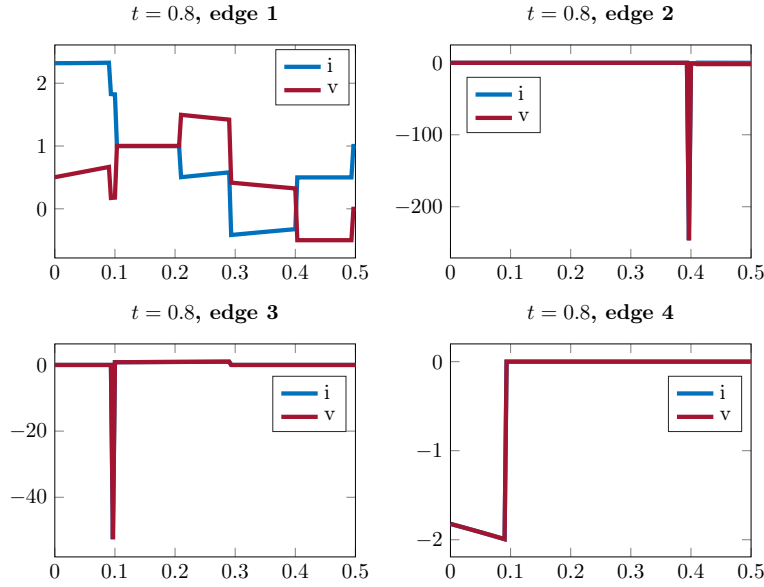 t = 0.8, edge 1
2
1
0
i
v
0 0.1 0.2 0.3 0.4 0.5
t = 0.8, edge 2
0
−100
−200
i
v
0 0.1 0.2 0.3 0.4 0.5
t = 0.8, edge 3
0
−20
−40
i
v
0 0.1 0.2 0.3 0.4 0.5
t = 0.8, edge 4
0
−1
−2
i
v
0 0.1 0.2 0.3 0.4 0.5